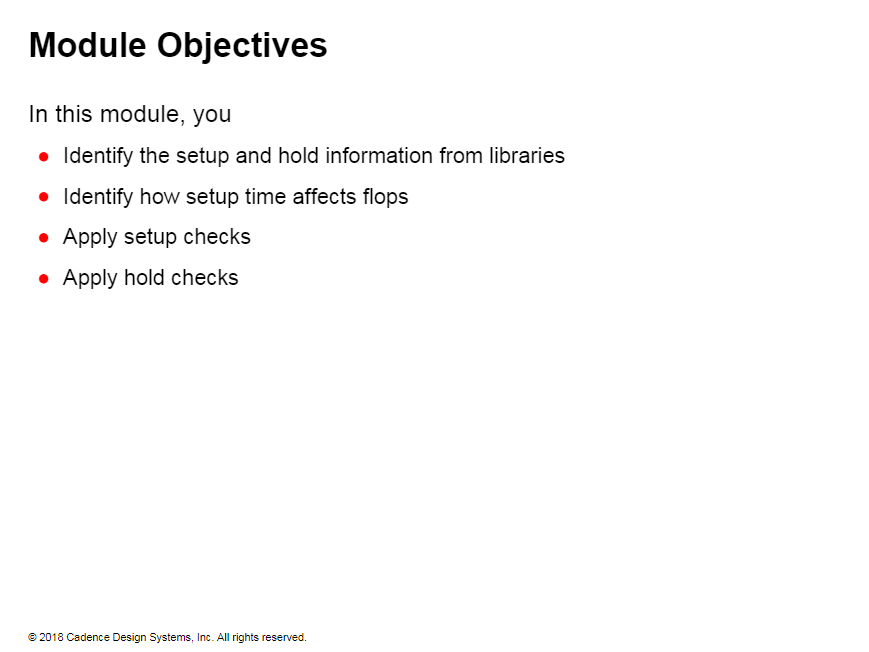 Module Objectives
In this module, you
● Identify the setup and hold information from libraries
● Identify how setup time affects flops
● Apply setup checks
● Apply hold checks
© 2018 Cadence Design Systems, Inc. All rights reserved.